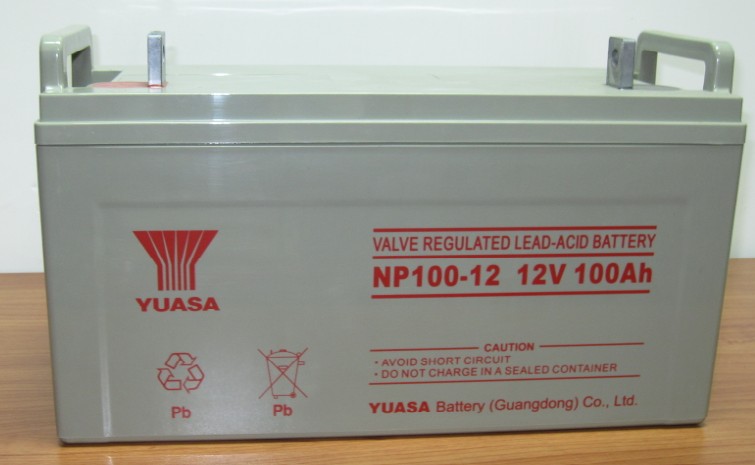 VALVE REGULATED LEAD-ACID BATTERY
NP100-12 12V 100Ah
YUASA
CAUTION
· AVOID SHORT CIRCUIT
· DO NOT CHARGE IN A SEALED CONTAINER
Pb Pb
YUASA Battery (Guangdong) Co., Ltd.